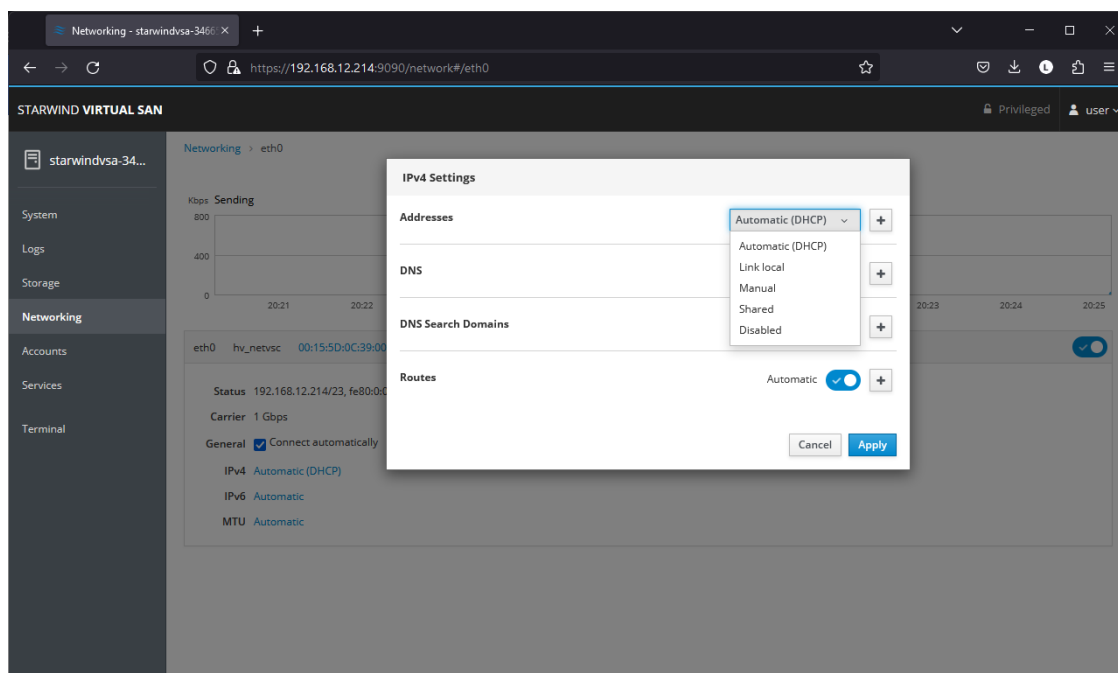 Networking - starwindvsa-3466
https://192.168.12.214:9090/network#/eth0
L
STARWIND VIRTUAL SAN
Privileged
user
starwindvsa-34...
System
Logs
Storage
Networking
Accounts
Services
Terminal
Networking > eth0
Kbps Sending
800
400
0
20:21 20:22 20:23 20:24 20:25
eth0 hv_netvsc 00:15:5D:0C:39:00
Status 192.168.12.214/23, fe80:0:0
Carrier 1 Gbps
General Connect automatically
IPv4 Automatic (DHCP)
IPv6 Automatic
MTU Automatic
IPv4 Settings
Addresses Automatic (DHCP)
Automatic (DHCP)
Link local
Manual
Shared
Disabled
DNS
DNS Search Domains
Routes Automatic
Cancel Apply